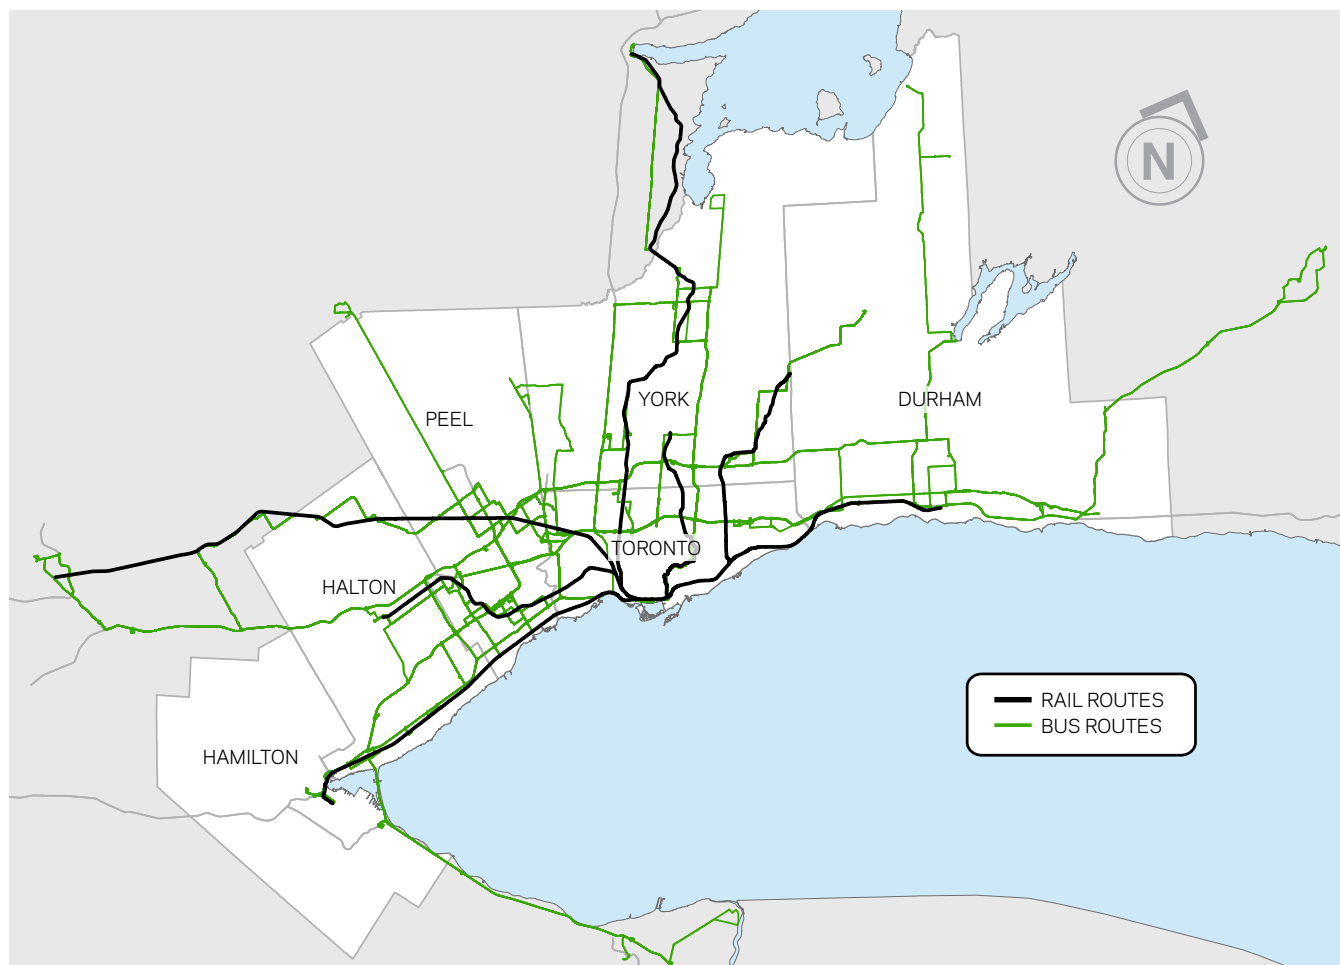 N
YORK
DURHAM
PEEL
TORONTO
HALTON
RAIL ROUTES
BUS ROUTES
HAMILTON